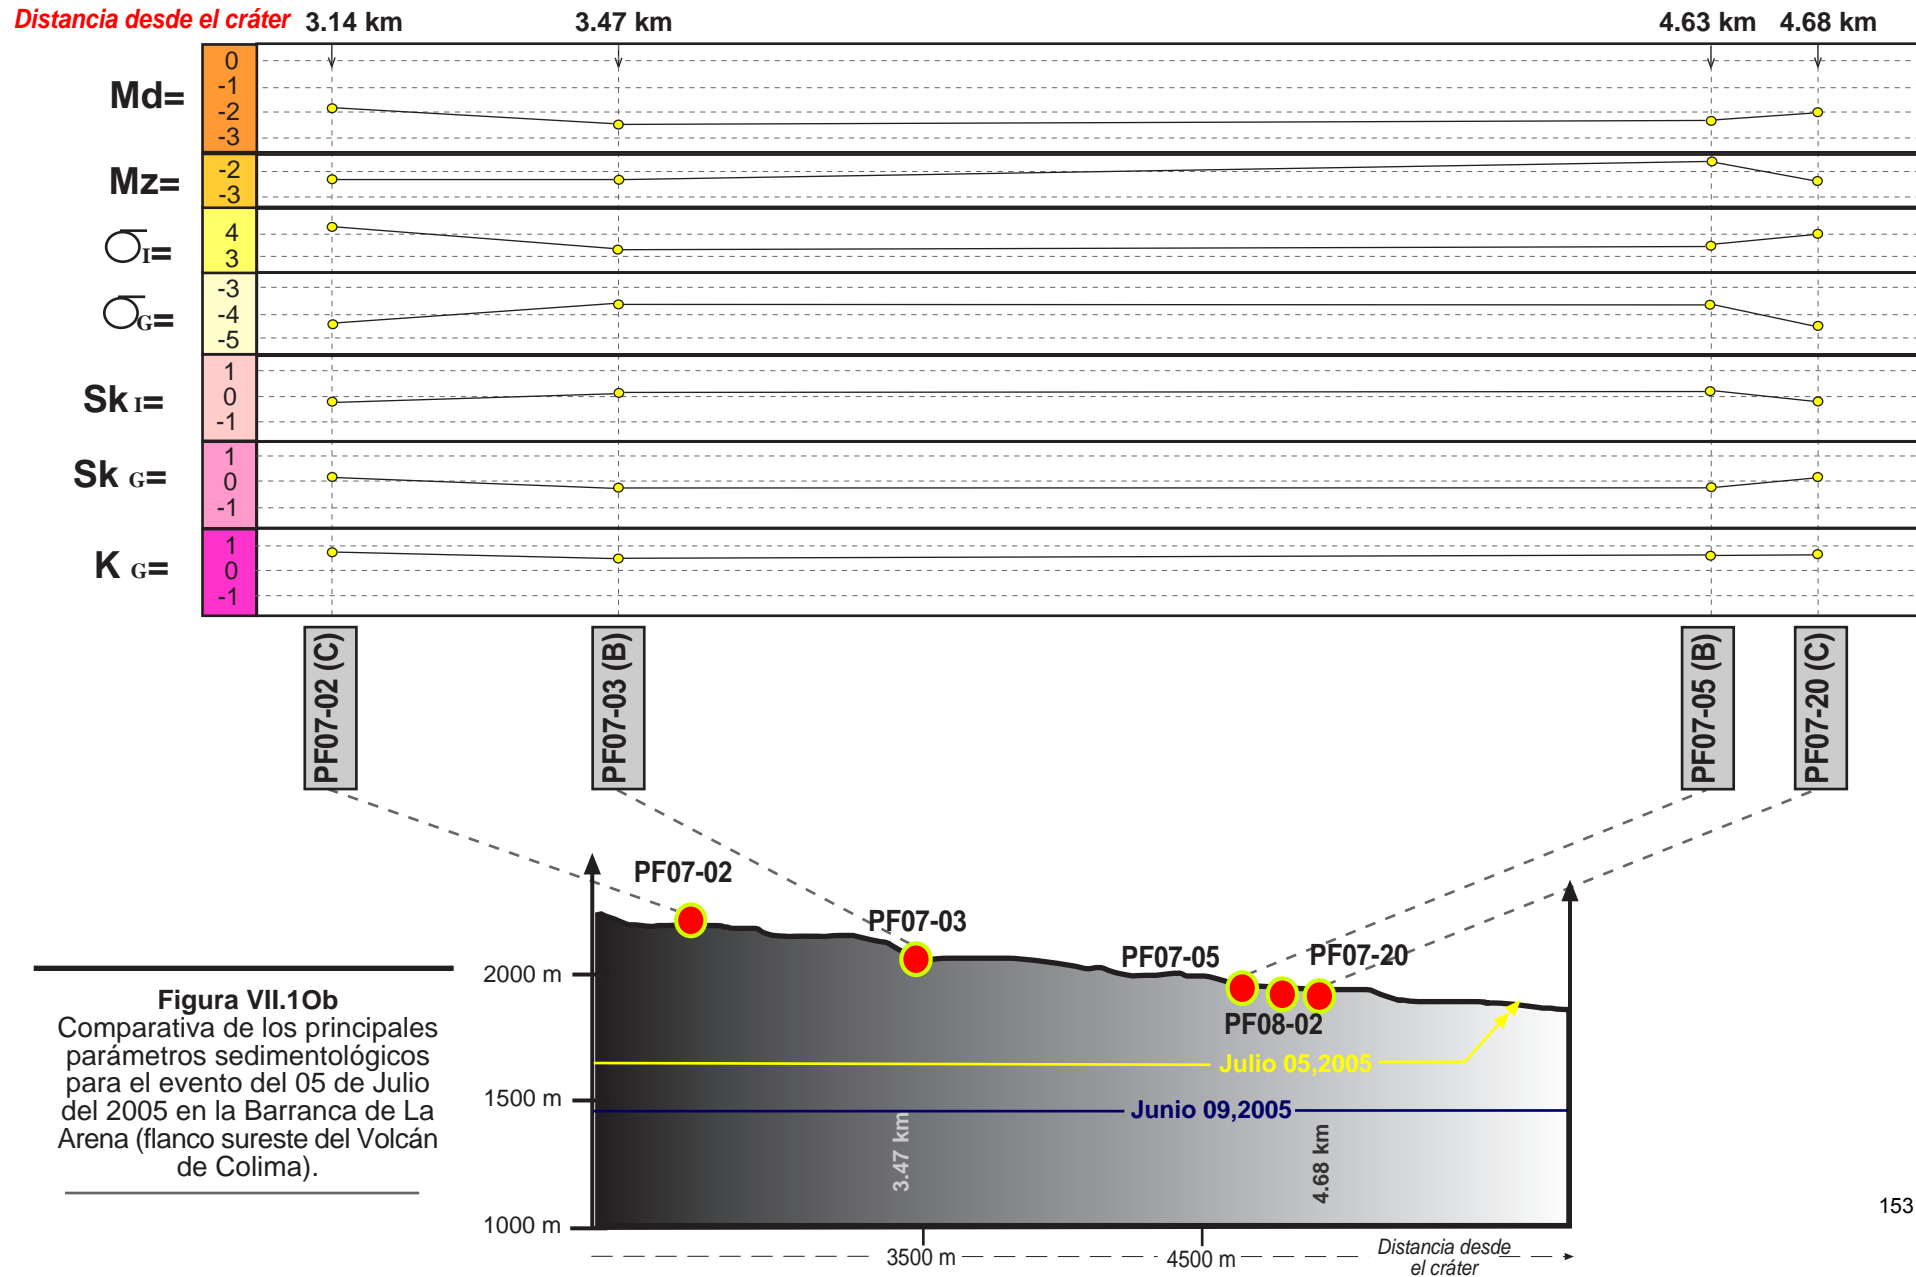 Distancia desde el cráter 3.14 km 3.47 km 4.63 km 4.68 km
Md=
0
-1
-2
-3
Mz=
-2
-3
σI=
4
3
σG=
-3
-4
-5
Sk I=
1
0
-1
Sk G=
1
0
-1
K G=
1
0
-1
PF07-02 (C)
PF07-03 (B)
PF07-05 (B)
PF07-20 (C)
PF07-02
PF07-03
PF07-05
PF07-20
PF08-02
2000 m
1500 m
1000 m
Julio 05,2005
Junio 09,2005
3.47 km
4.68 km
3500 m
4500 m
Distancia desde
el cráter
Figura VII.1Ob
Comparativa de los principales
parámetros sedimentológicos
para el evento del 05 de Julio
del 2005 en la Barranca de La
Arena (flanco sureste del Volcán
de Colima).
153